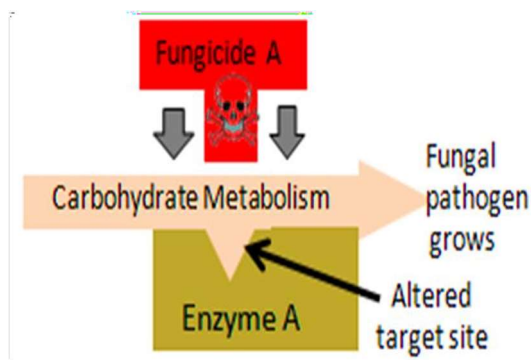 Fungicide A
Carbohydrate Metabolism
Fungal
pathogen
grows
Enzyme A
Altered
target site